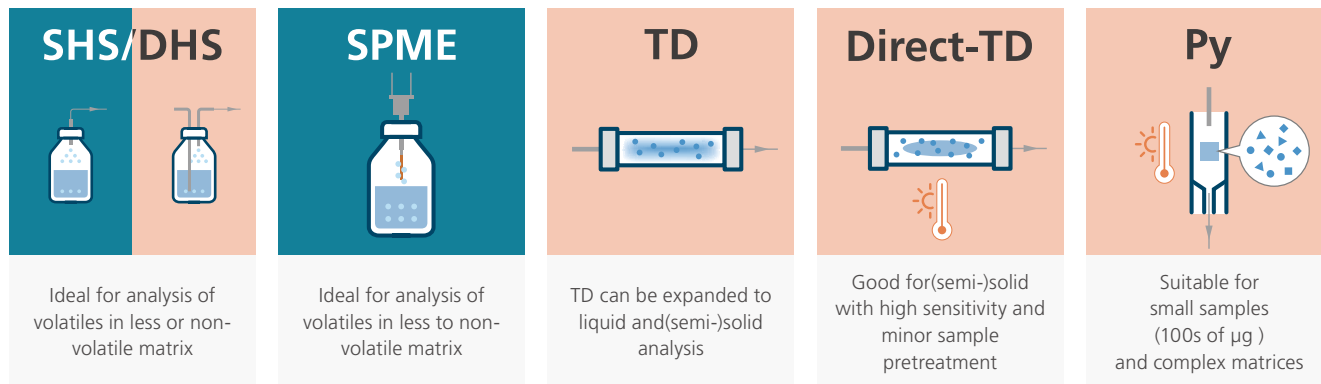 SHS/DHS
Ideal for analysis of
volatiles in less or non-
volatile matrix
SPME
Ideal for analysis of
volatiles in less to non-
volatile matrix
TD
TD can be expanded to
liquid and(semi-)solid
analysis
Direct-TD
Good for(semi-)solid
with high sensitivity and
minor sample
pretreatment
Py
Suitable for
small samples
(100s of µg )
and complex matrices